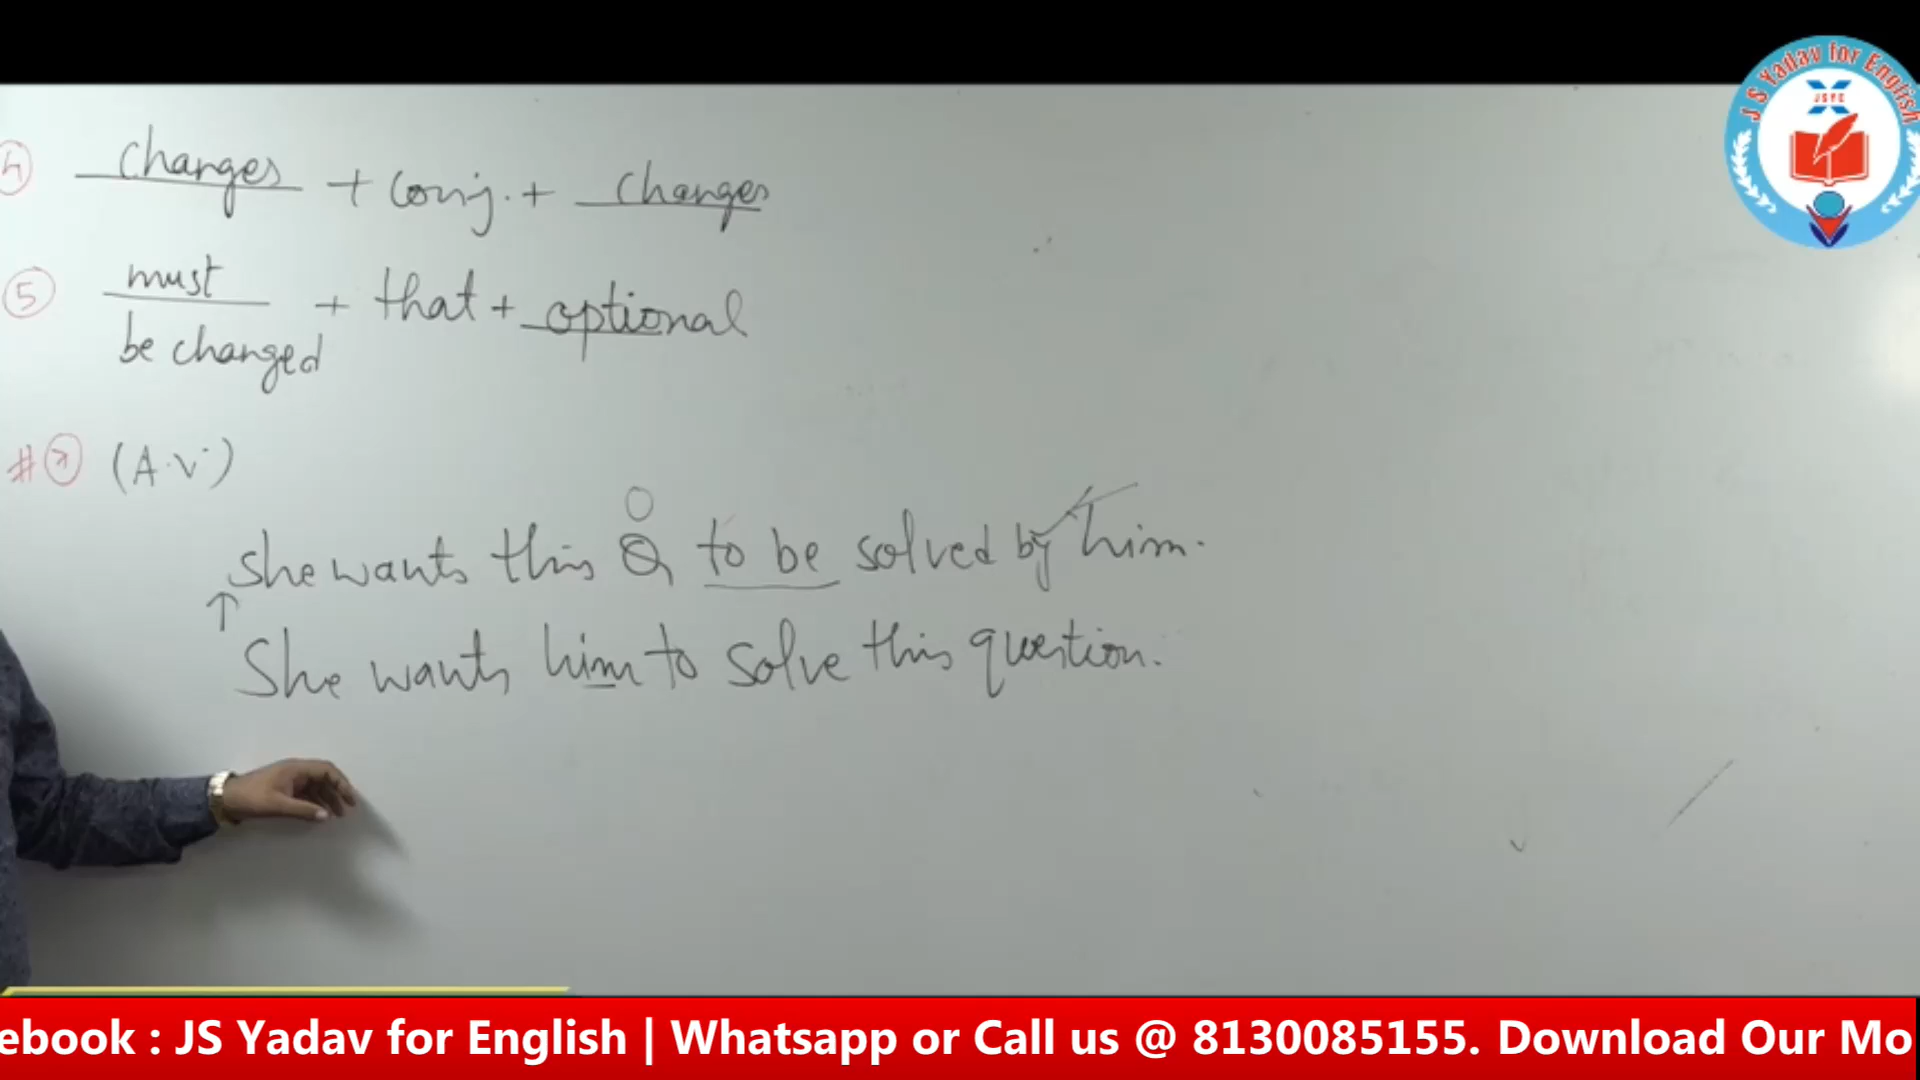 4 changes + conj. + changes
5 must + that + optional
be changed
# (A.V.)
O
she wants this Q to be solved by him.
↑
She wants him to solve this question.
J S Yadav for English
JSYE
ebook : JS Yadav for English | Whatsapp or Call us @ 8130085155. Download Our Mo